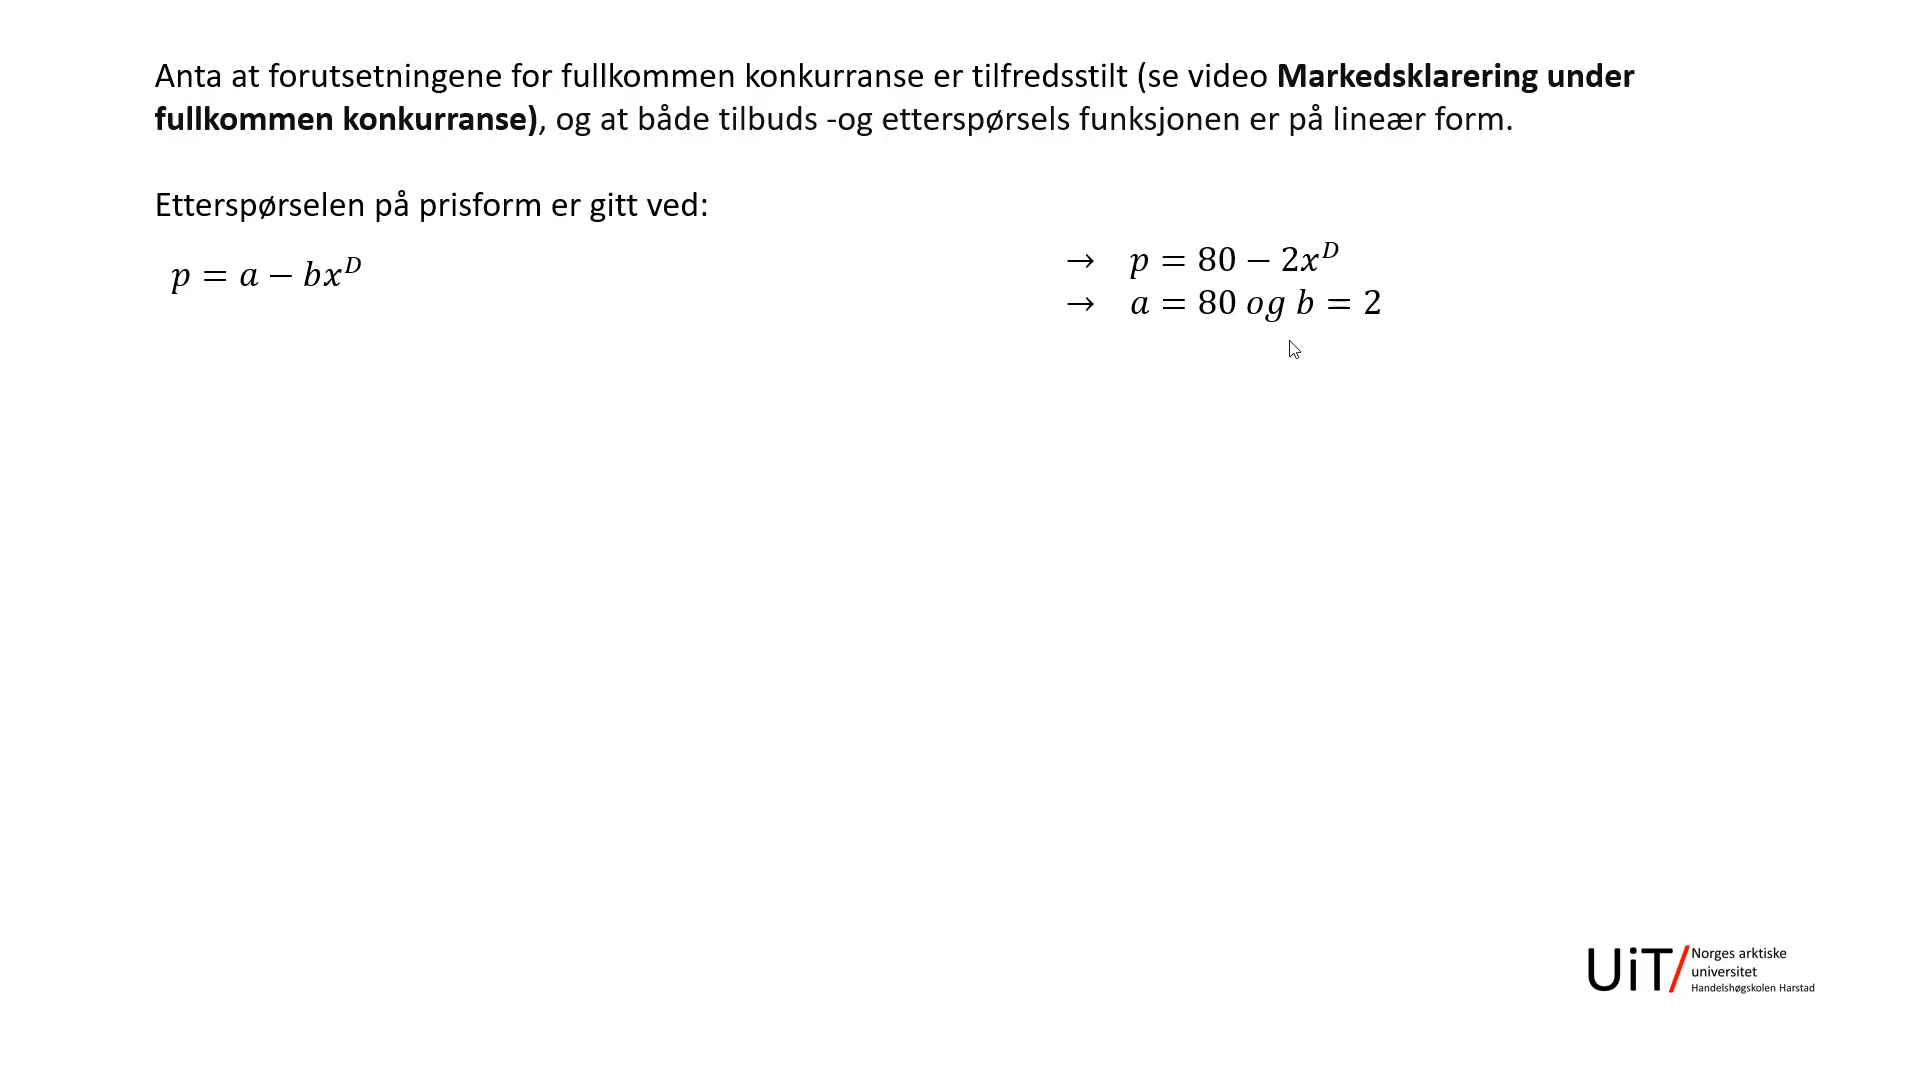 Anta at forutsetningene for fullkommen konkurranse er tilfredsstilt (se video Markedsklarering under
fullkommen konkurranse), og at både tilbuds -og etterspørsels funksjonen er på lineær form.
Etterspørselen på prisform er gitt ved:
p = a − bx^D
→ p = 80 − 2x^D
→ a = 80 og b = 2
UiT/ Norges arktiske
universitet
Handelshøgskolen Harstad